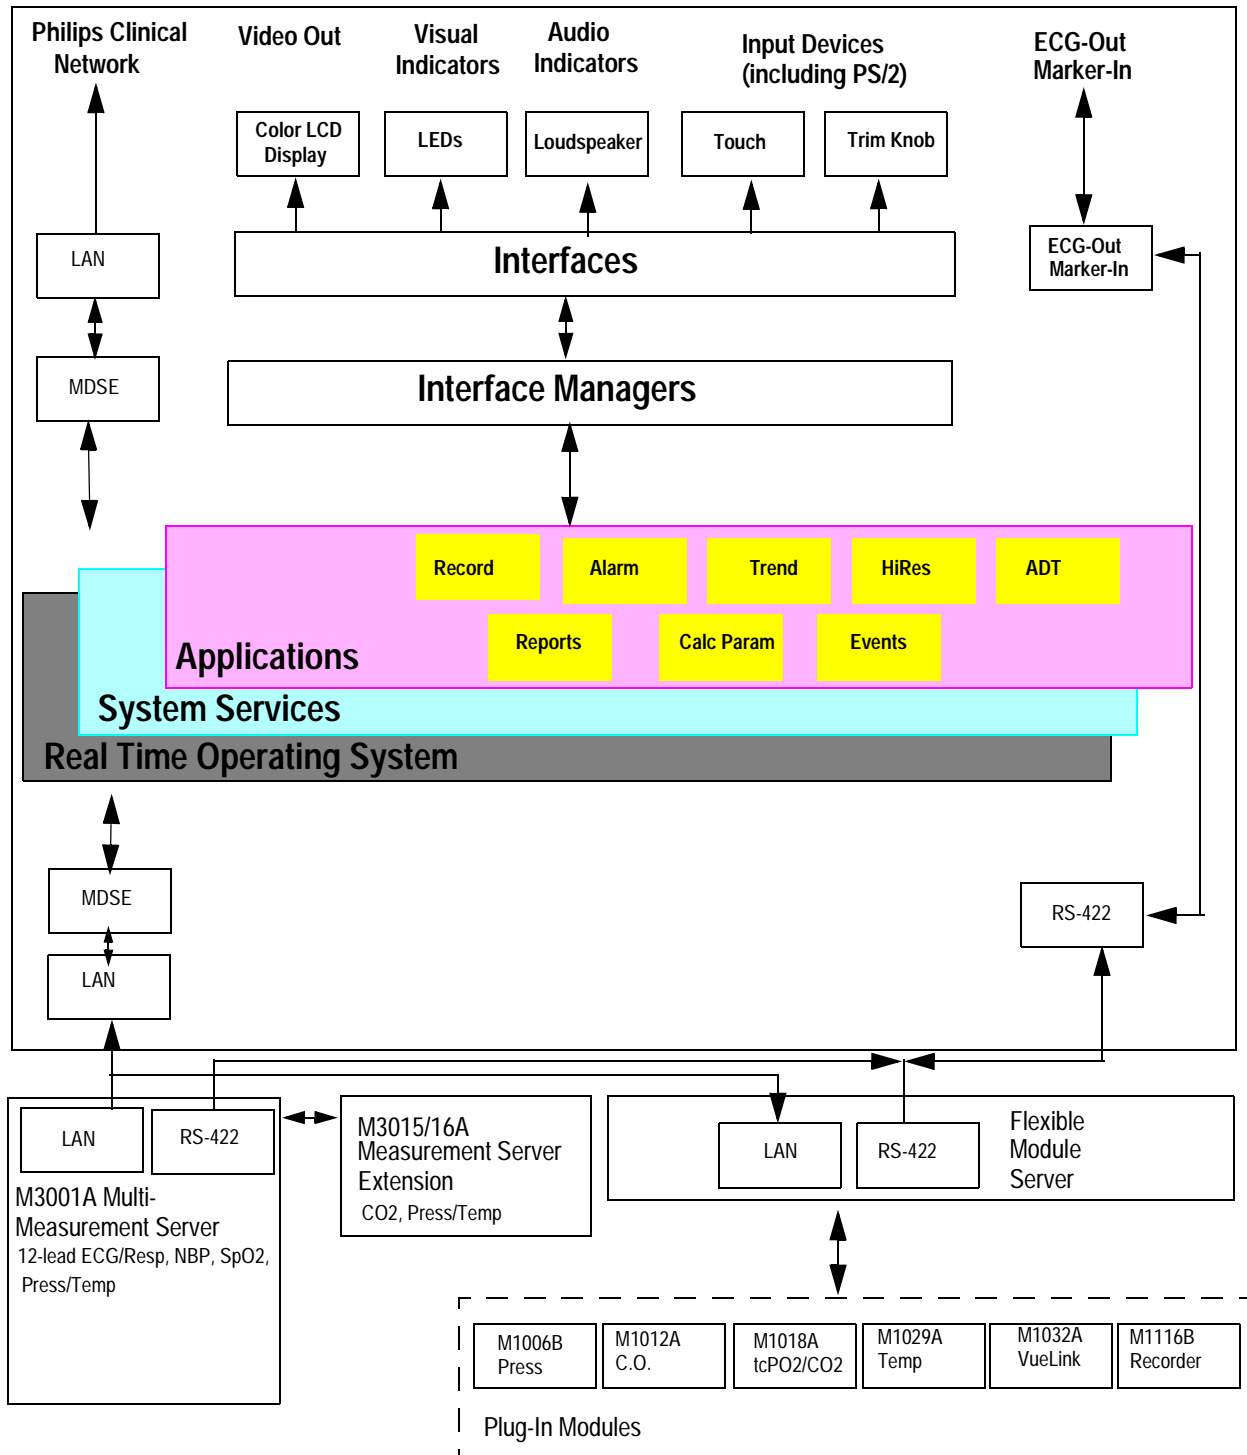 Philips Clinical
Network
Video Out
Visual
Indicators
Audio
Indicators
Input Devices
(including PS/2)
ECG-Out
Marker-In
Color LCD
Display
LEDs
Loudspeaker
Touch
Trim Knob
LAN
Interfaces
ECG-Out
Marker-In
MDSE
Interface Managers
Record
Alarm
Trend
HiRes
ADT
Reports
Calc Param
Events
Applications
System Services
Real Time Operating System
MDSE
RS-422
LAN
LAN
RS-422
M3001A Multi-
Measurement Server
12-lead ECG/Resp, NBP, SpO2,
Press/Temp
M3015/16A
Measurement Server
Extension
CO2, Press/Temp
LAN
RS-422
Flexible
Module
Server
M1006B
Press
M1012A
C.O.
M1018A
tcPO2/CO2
M1029A
Temp
M1032A
VueLink
M1116B
Recorder
Plug-In Modules